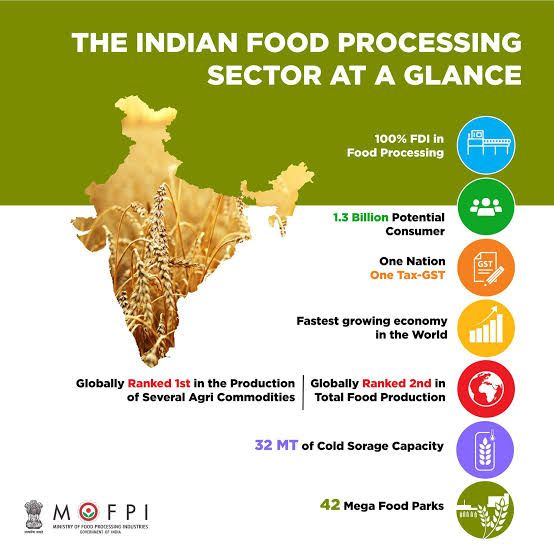 THE INDIAN FOOD PROCESSING
SECTOR AT A GLANCE
100% FDI in
Food Processing
1.3 Billion Potential
Consumer
One Nation
One Tax-GST
GST
Fastest growing economy
in the World
Globally Ranked 1st in the Production
of Several Agri Commodities
Globally Ranked 2nd in
Total Food Production
32 MT of Cold Sorage Capacity
42 Mega Food Parks
MOFPI
MINISTRY OF FOOD PROCESSING INDUSTRIES
GOVERNMENT OF INDIA